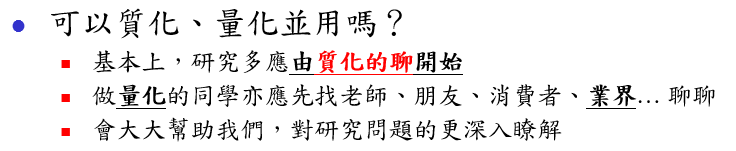 可以質化、量化並用嗎？
基本上，研究多應由質化的聊開始
做量化的同學亦應先找老師、朋友、消費者、業界… 聊聊
會大大幫助我們，對研究問題的更深入瞭解